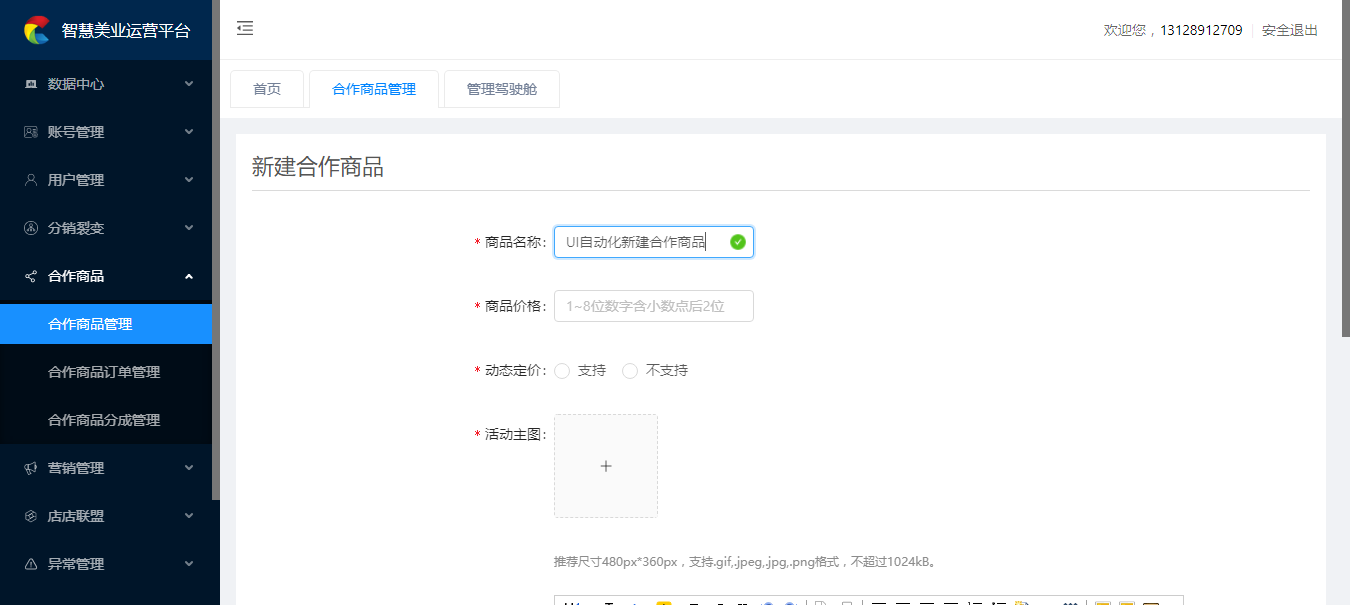 智慧美业运营平台
欢迎您，13128912709 安全退出
数据中心
账号管理
用户管理
分销裂变
合作商品
合作商品管理
合作商品订单管理
合作商品分成管理
营销管理
店店联盟
异常管理
首页 合作商品管理 管理驾驶舱
新建合作商品
* 商品名称: UI自动化新建合作商品
* 商品价格: 1~8位数字含小数点后2位
* 动态定价: 支持 不支持
* 活动主图:
推荐尺寸480px*360px，支持.gif,.jpeg,.jpg,.png格式，不超过1024kB。